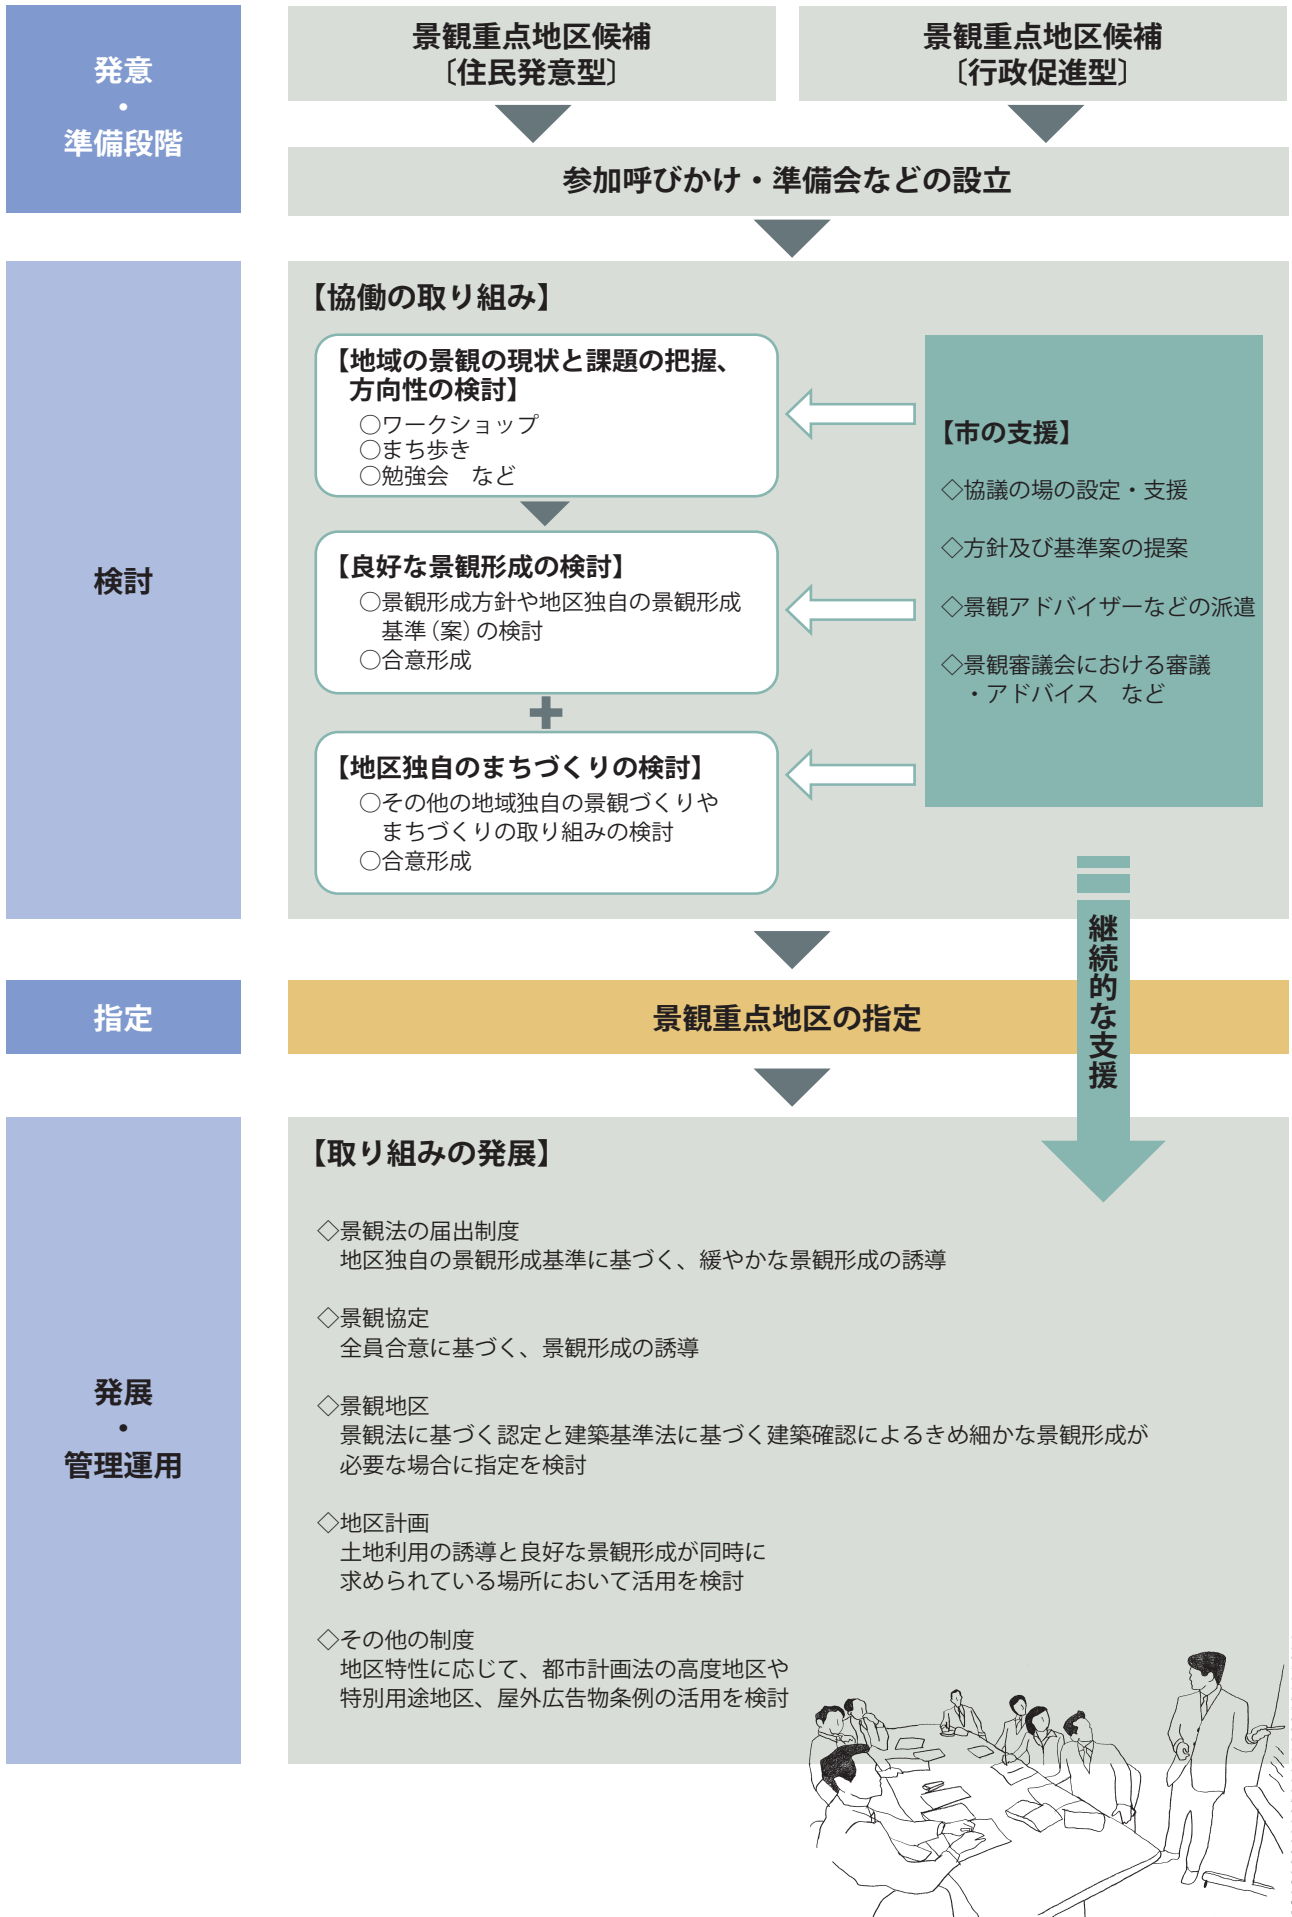 発意
・
準備段階
景観重点地区候補
〔住民発意型〕
景観重点地区候補
〔行政促進型〕
参加呼びかけ・準備会などの設立
検討
【協働の取り組み】
【地域の景観の現状と課題の把握、
方向性の検討】
○ワークショップ
○まち歩き
○勉強会　など
【良好な景観形成の検討】
○景観形成方針や地区独自の景観形成
基準（案）の検討
○合意形成
【地区独自のまちづくりの検討】
○その他の地域独自の景観づくりや
まちづくりの取り組みの検討
○合意形成
【市の支援】
◇協議の場の設定・支援
◇方針及び基準案の提案
◇景観アドバイザーなどの派遣
◇景観審議会における審議
・アドバイス　など
継続的な支援
指定
景観重点地区の指定
発展
・
管理運用
【取り組みの発展】
◇景観法の届出制度
地区独自の景観形成基準に基づく、緩やかな景観形成の誘導
◇景観協定
全員合意に基づく、景観形成の誘導
◇景観地区
景観法に基づく認定と建築基準法に基づく建築確認によるきめ細かな景観形成が
必要な場合に指定を検討
◇地区計画
土地利用の誘導と良好な景観形成が同時に
求められている場所において活用を検討
◇その他の制度
地区特性に応じて、都市計画法の高度地区や
特別用途地区、屋外広告物条例の活用を検討